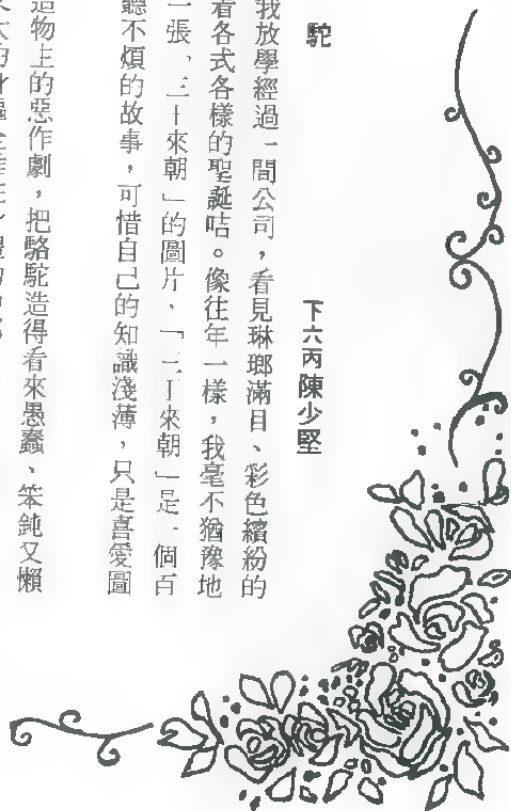 駝
下六丙陳少堅
我放學經過一間公司,看見琳瑯滿目、彩色繽紛的
着各式各樣的聖誕咭。像往年一樣,我毫不猶豫地
一張「三王來朝」的圖片,「三王來朝」是一個百
聽不煩的故事,可惜自己的知識淺薄,只是喜愛圖
造物主的惡作劇,把駱駝造得看來愚蠢、笨鈍又懶